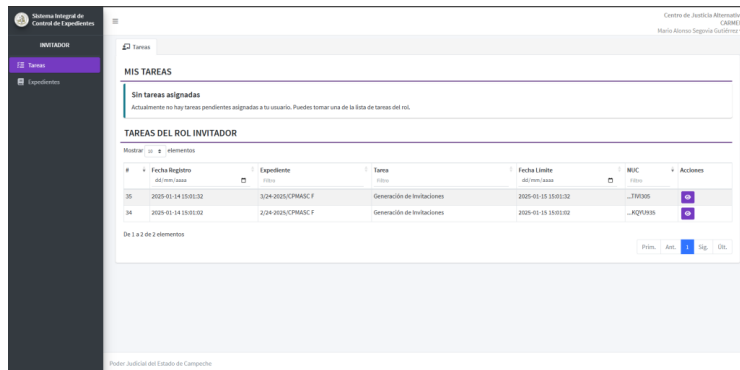 Sistema Integral de
Control de Expedientes
INVITADOR
Tareas
Expedientes
Centro de Justicia Alternativa
CARMEN
Mario Alonso Segovia Gutiérrez
Tareas
MIS TAREAS
Sin tareas asignadas
Actualmente no hay tareas pendientes asignadas a tu usuario. Puedes tomar una de la lista de tareas del rol.
TAREAS DEL ROL INVITADOR
Mostrar 10 elementos
# Fecha Registro Expediente Tarea Fecha Límite NUC Acciones
dd/mm/aaaa Filtro Filtro dd/mm/aaaa Filtro
35 2025-01-14 15:01:32 3/24-2025/CPMASC F Generación de Invitaciones 2025-01-15 15:01:32 ...TIVI305
34 2025-01-14 15:01:02 2/24-2025/CPMASC F Generación de Invitaciones 2025-01-15 15:01:02 ...KQYU935
De 1 a 2 de 2 elementos
Prim. Ant. 1 Sig. Últ.
Poder Judicial del Estado de Campeche